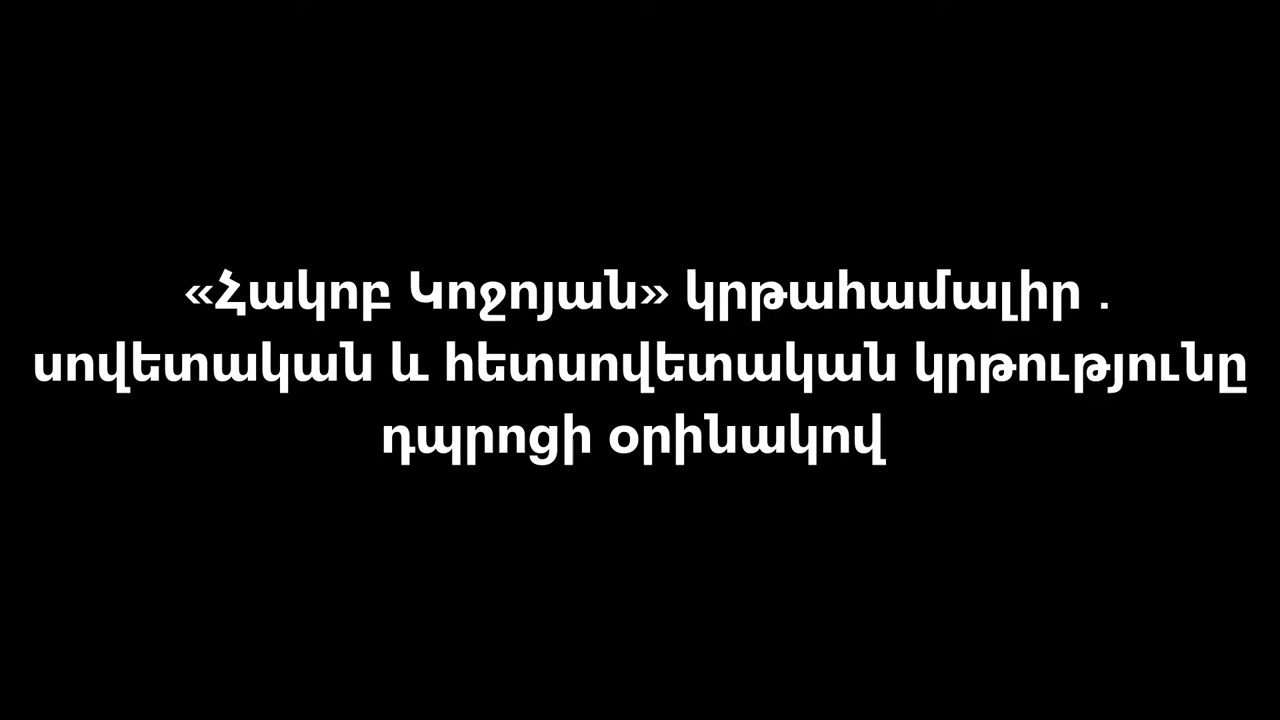 «Հակոբ Կոջոյան» կրթահամալիր .
սովետական և հետսովետական կրթությունը
դպրոցի օրինակով